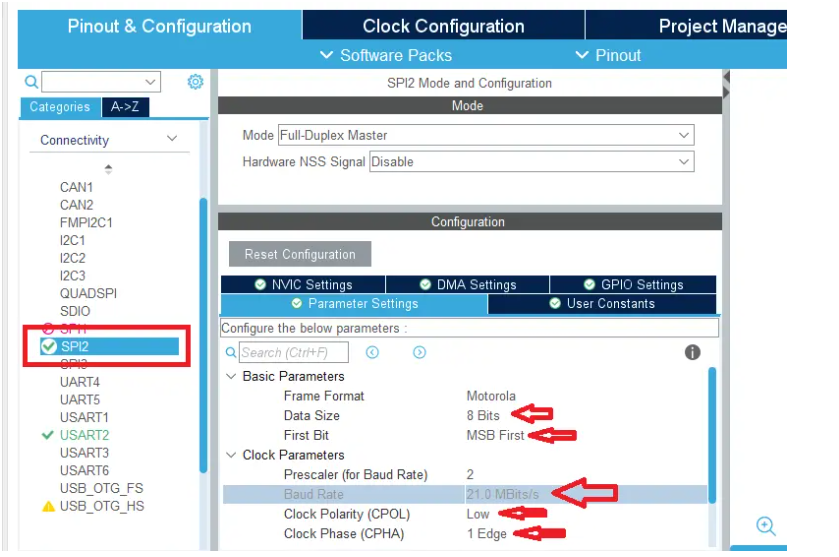 Pinout & Configuration
Clock Configuration
Project Manage
Software Packs
Pinout
Categories
A->Z
Connectivity
CAN1
CAN2
FMPI2C1
I2C1
I2C2
I2C3
QUADSPI
SDIO
SPI1
SPI2
SPI3
UART4
UART5
USART1
USART2
USART3
USART6
USB_OTG_FS
USB_OTG_HS
SPI2 Mode and Configuration
Mode
Mode Full-Duplex Master
Hardware NSS Signal Disable
Configuration
Reset Configuration
NVIC Settings
DMA Settings
GPIO Settings
Parameter Settings
User Constants
Configure the below parameters :
Search (Ctrl+F)
Basic Parameters
Frame Format Motorola
Data Size 8 Bits
First Bit MSB First
Clock Parameters
Prescaler (for Baud Rate) 2
Baud Rate 21.0 MBits/s
Clock Polarity (CPOL) Low
Clock Phase (CPHA) 1 Edge